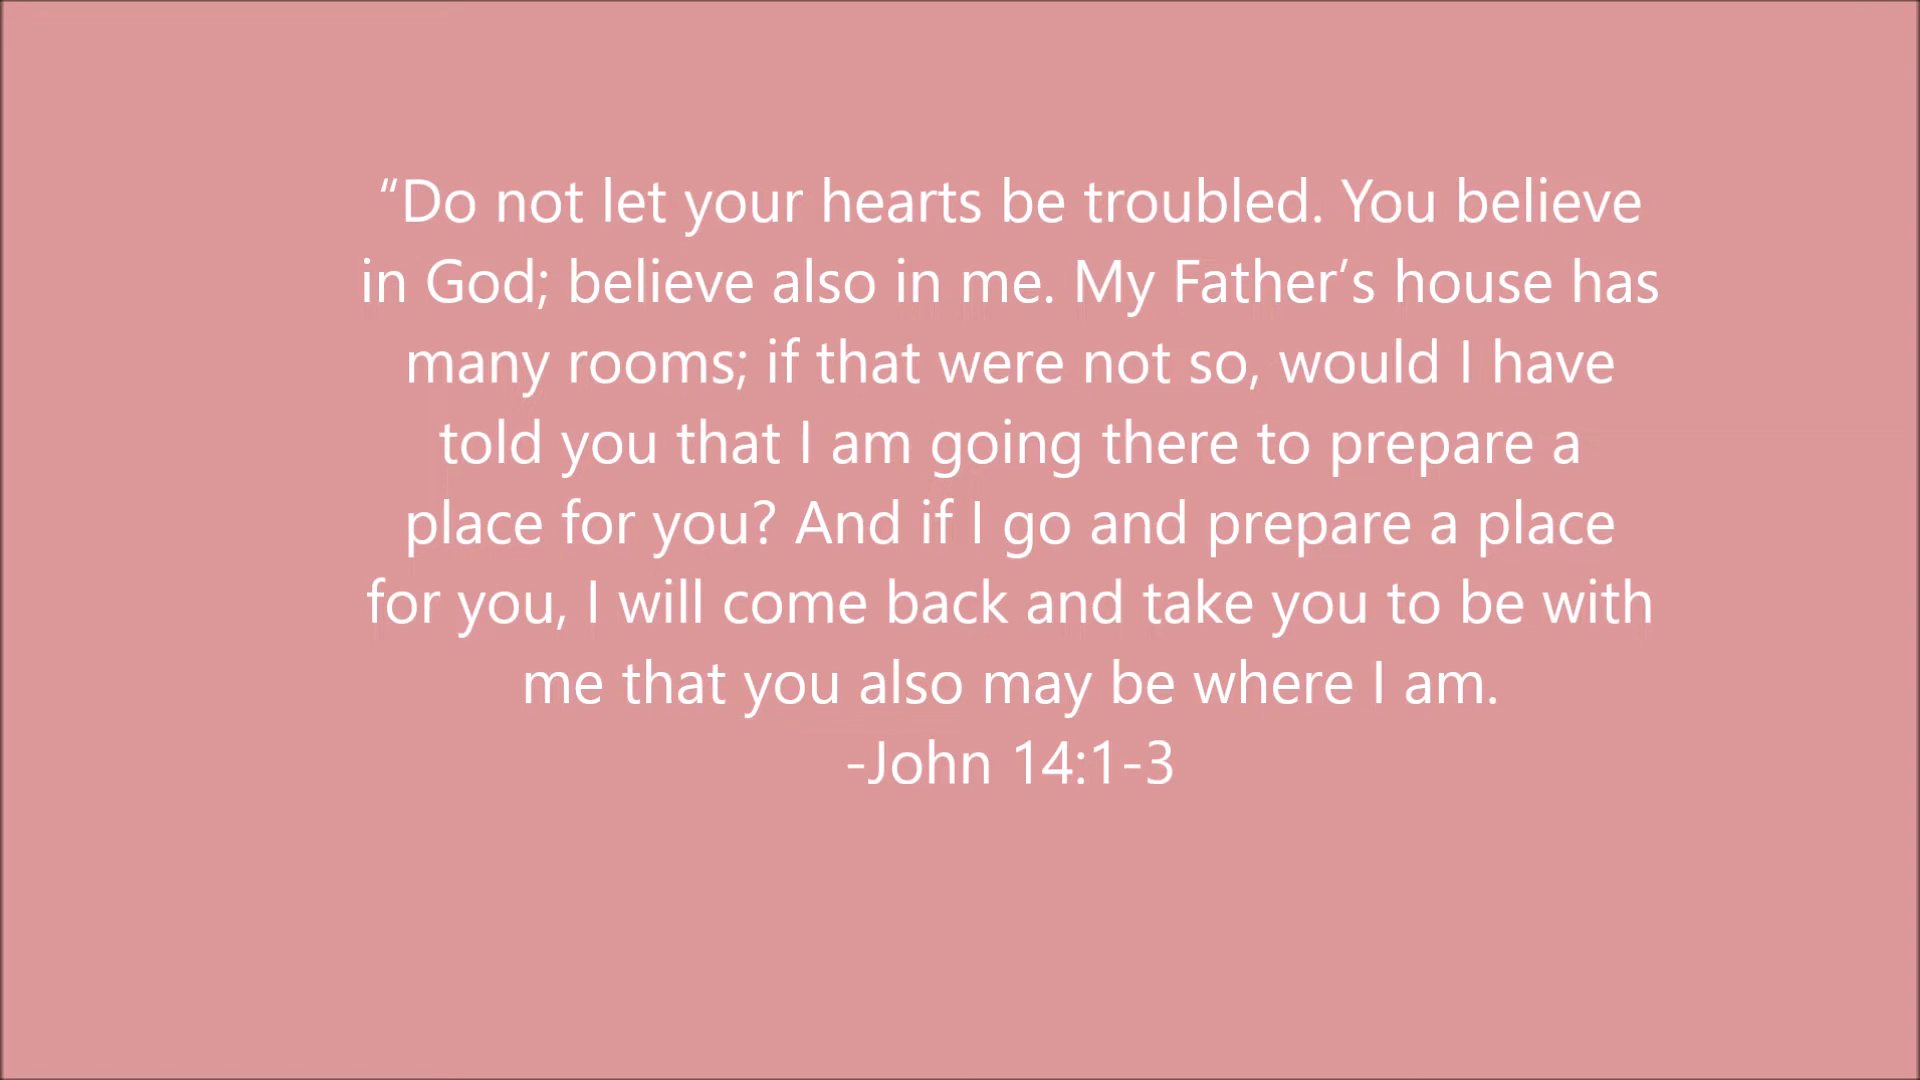 “Do not let your hearts be troubled. You believe
in God; believe also in me. My Father’s house has
many rooms; if that were not so, would I have
told you that I am going there to prepare a
place for you? And if I go and prepare a place
for you, I will come back and take you to be with
me that you also may be where I am.
-John 14:1-3